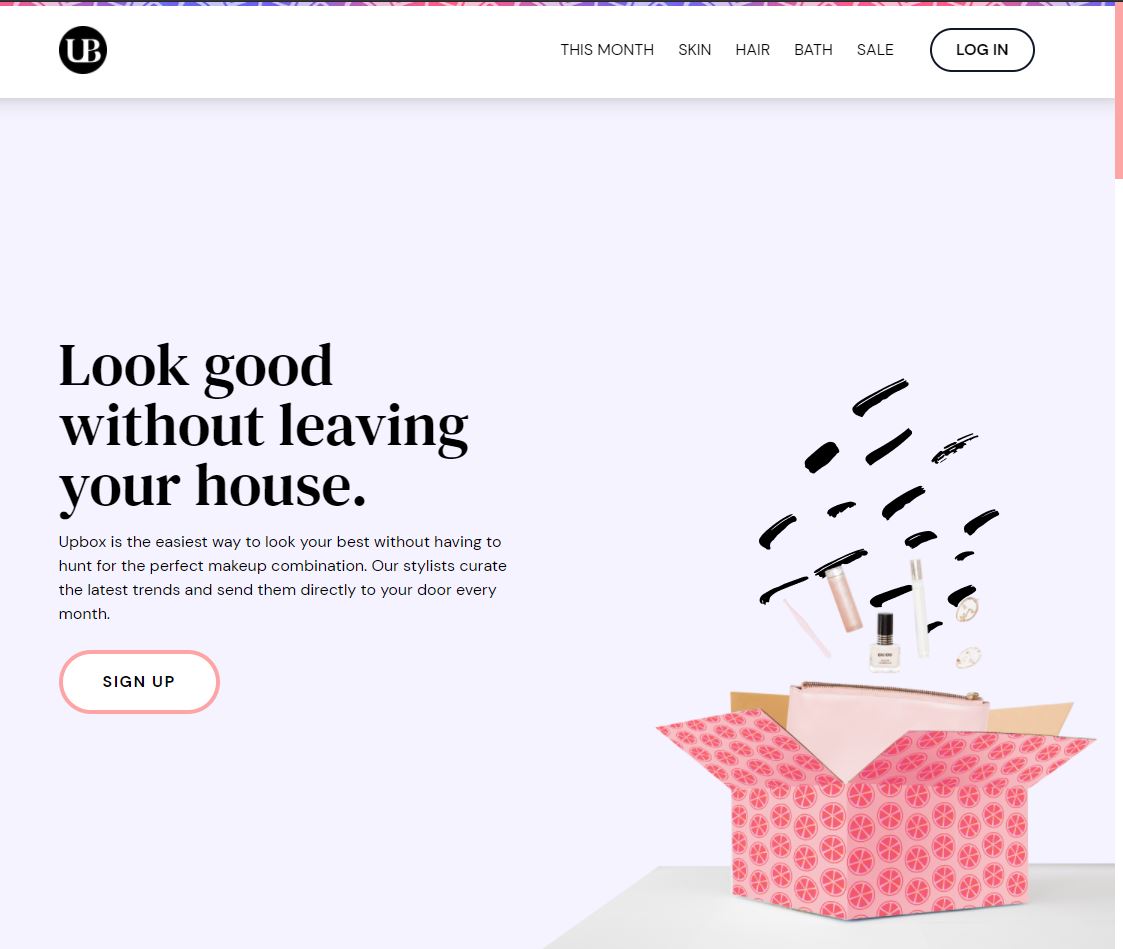 UB
THIS MONTH SKIN HAIR BATH SALE LOG IN
Look good
without leaving
your house.
Upbox is the easiest way to look your best without having to
hunt for the perfect makeup combination. Our stylists curate
the latest trends and send them directly to your door every
month.
SIGN UP